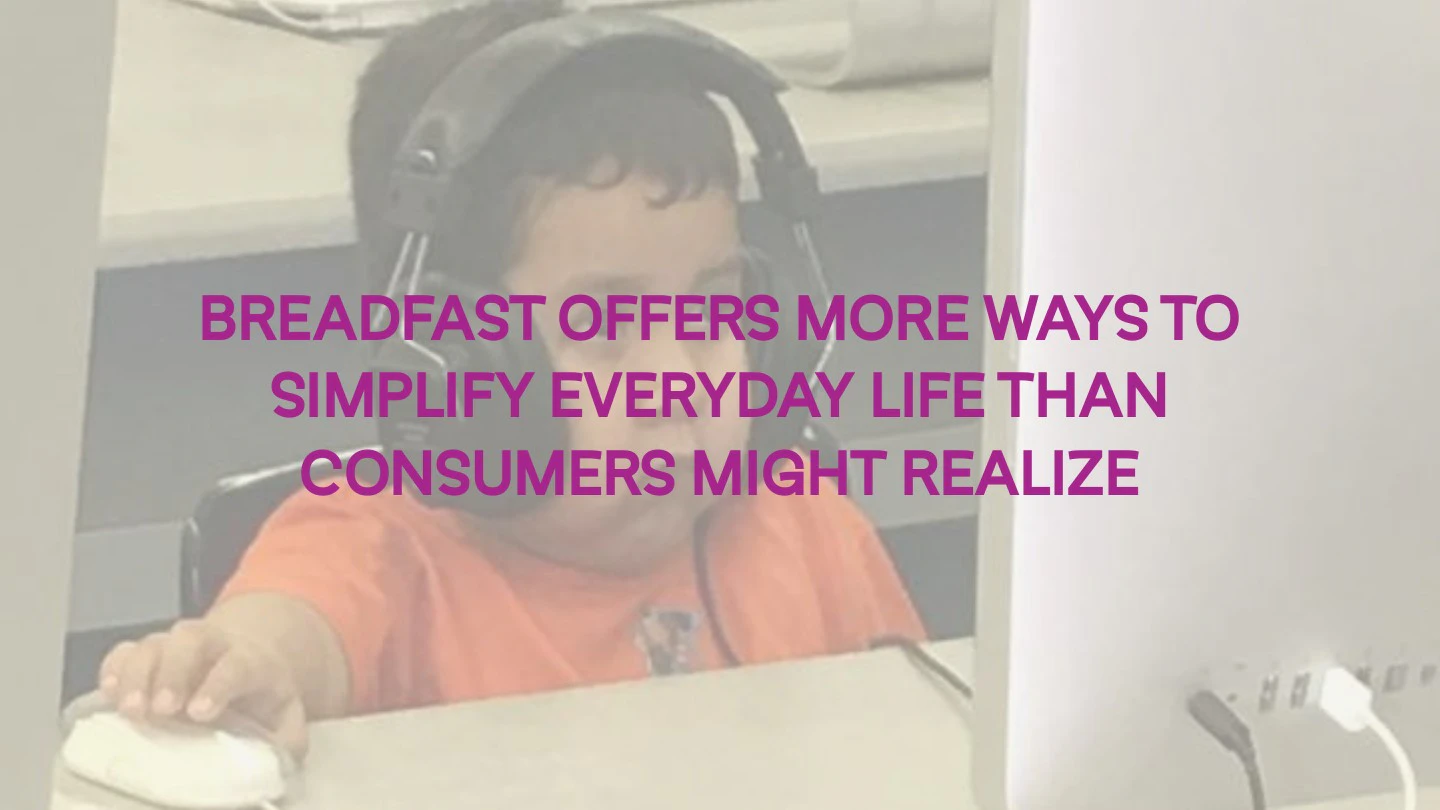 BREADFAST OFFERS MORE WAYS TO
SIMPLIFY EVERYDAY LIFE THAN
CONSUMERS MIGHT REALIZE